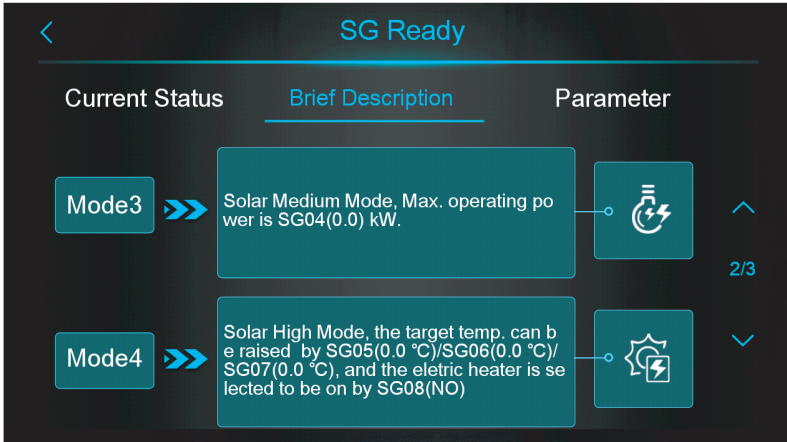 SG Ready
Current Status
Brief Description
Parameter
Mode3
Solar Medium Mode, Max. operating po
wer is SG04(0.0) kW.
2/3
Mode4
Solar High Mode, the target temp. can b
e raised  by SG05(0.0 ℃)/SG06(0.0 ℃)/
SG07(0.0 ℃), and the eletric heater is se
lected to be on by SG08(NO)